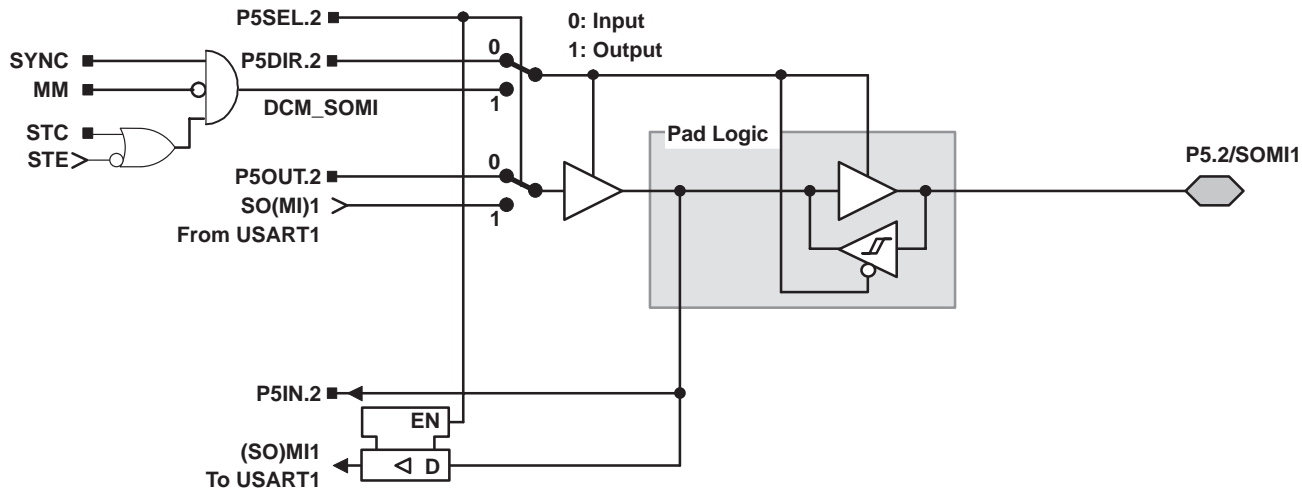 P5SEL.2
0: Input
1: Output
SYNC
P5DIR.2
0
MM
DCM_SOMI
1
STC
STE
Pad Logic
P5.2/SOMI1
P5OUT.2
0
SO(MI)1
1
From USART1
P5IN.2
EN
(SO)MI1
D
To USART1